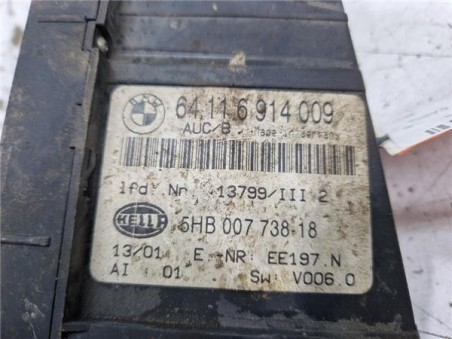 BMW
64.11 6 914 009
AUC/B made in Germany
lfd. Nr. 13799/III 2
HELLA 5HB 007 738-18
13/01 E -NR: EE197.N
AI : 01 SW: V006.0